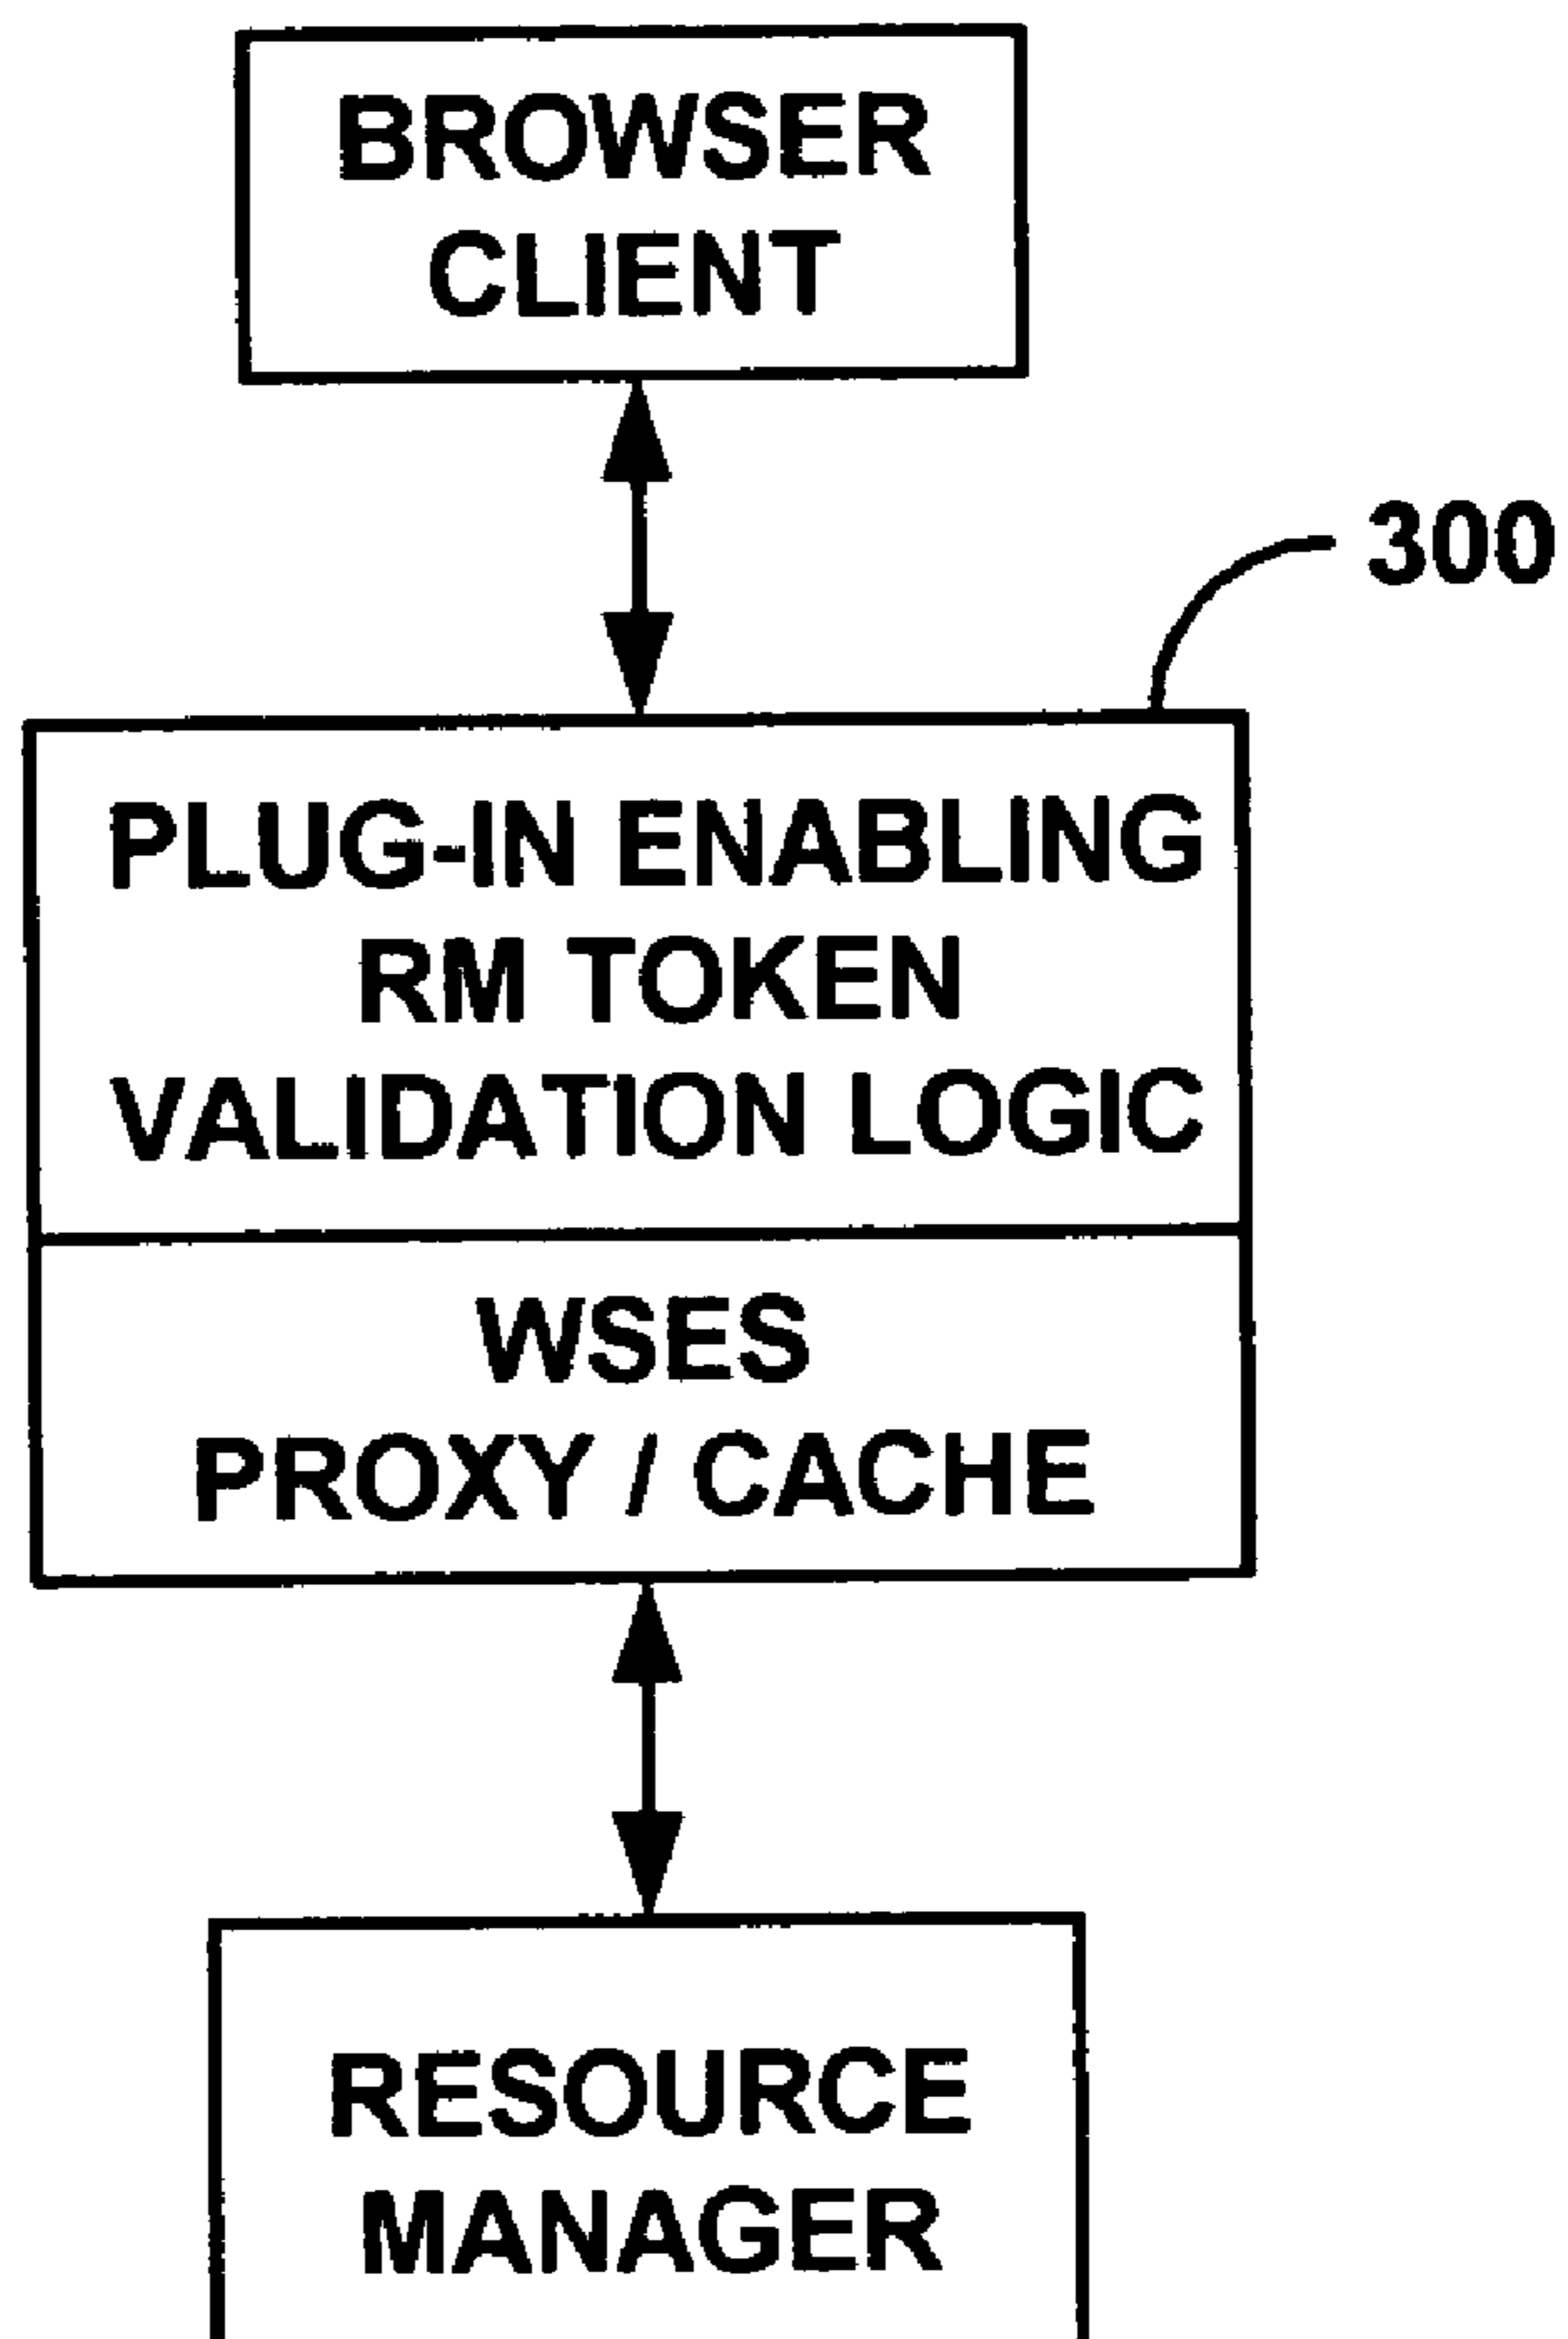 BROWSER
CLIENT
300
PLUG-IN ENABLING
RM TOKEN
VALIDATION LOGIC
WSES
PROXY / CACHE
RESOURCE
MANAGER